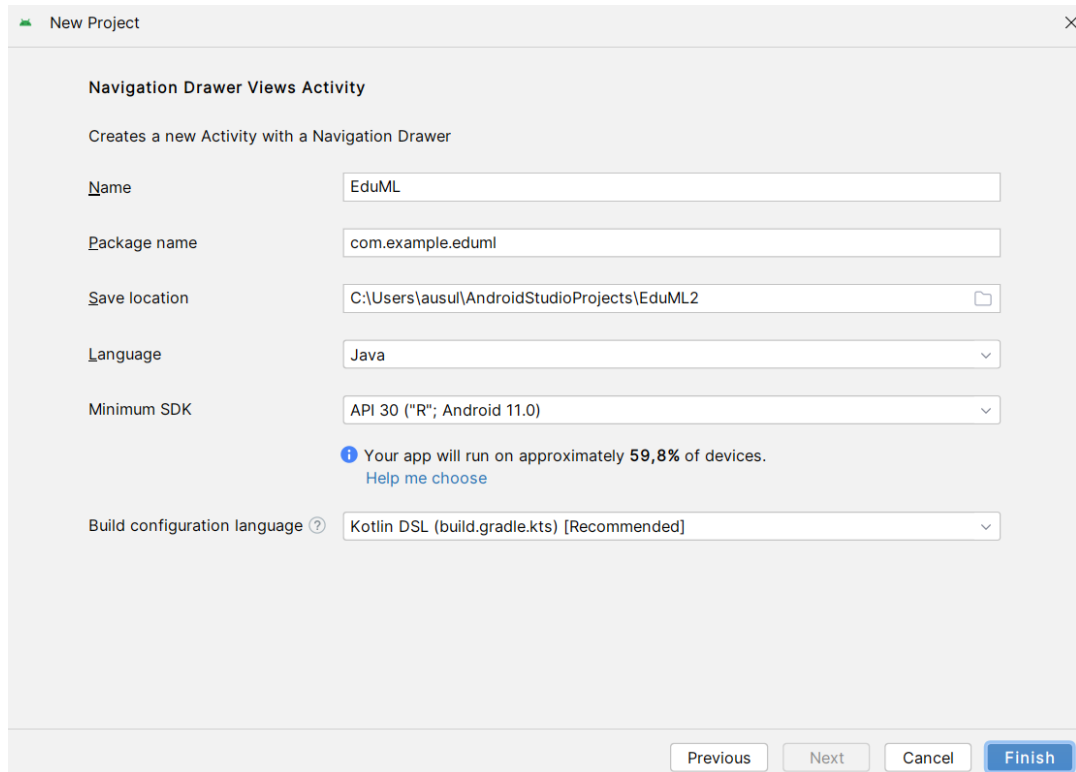 New Project
Navigation Drawer Views Activity
Creates a new Activity with a Navigation Drawer
Name
EduML
Package name
com.example.eduml
Save location
C:\Users\ausul\AndroidStudioProjects\EduML2
Language
Java
Minimum SDK
API 30 ("R"; Android 11.0)
Your app will run on approximately 59,8% of devices.
Help me choose
Build configuration language ?
Kotlin DSL (build.gradle.kts) [Recommended]
Previous
Next
Cancel
Finish